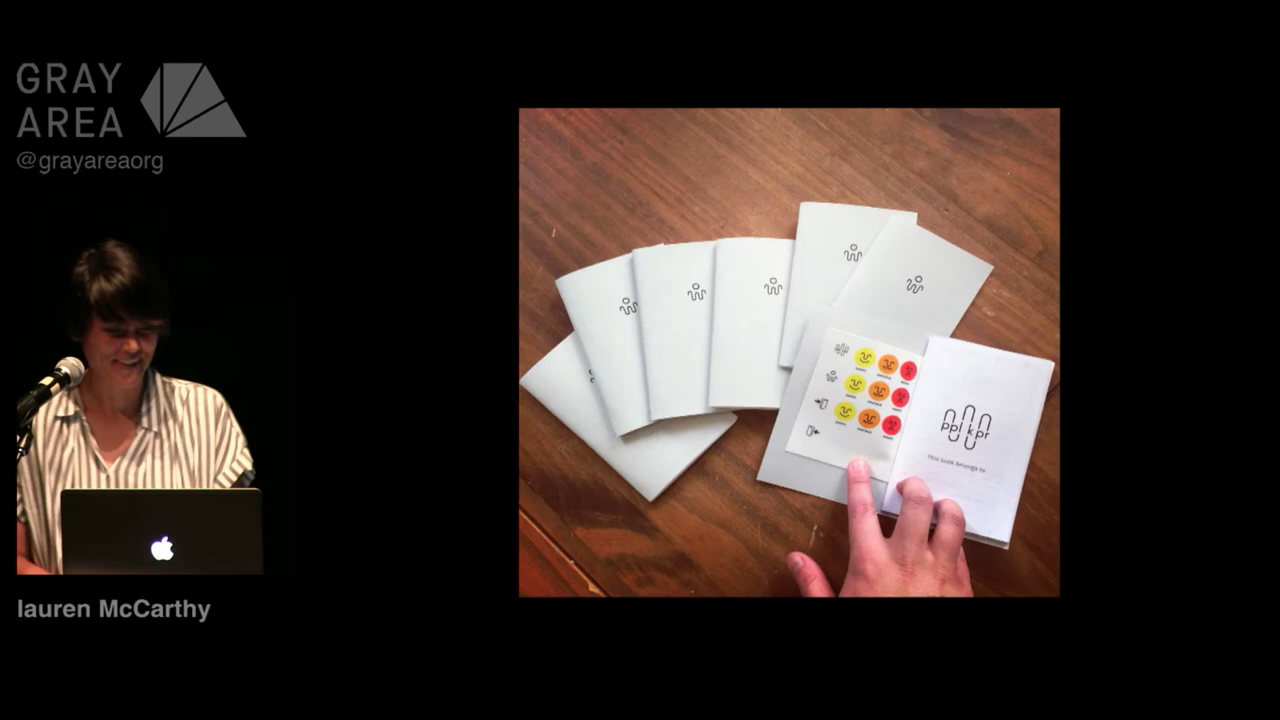 GRAY
AREA
@grayareaorg
lauren McCarthy
ppl kpr
this book belongs to